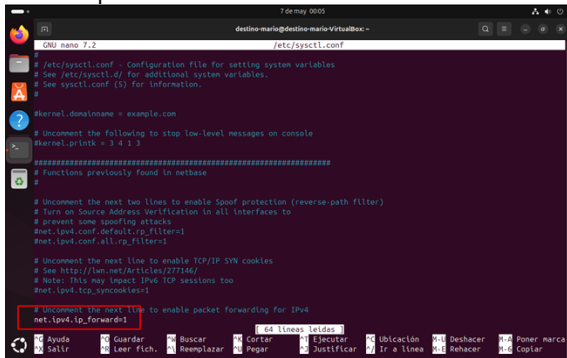 7 de may 00:05
destino-mario@destino-mario-VirtualBox: ~
GNU nano 7.2 /etc/sysctl.conf
#
# /etc/sysctl.conf - Configuration file for setting system variables
# See /etc/sysctl.d/ for additional system variables.
# See sysctl.conf (5) for information.
#
#kernel.domainname = example.com
# Uncomment the following to stop low-level messages on console
#kernel.printk = 3 4 1 3
###################################################################
# Functions previously found in netbase
#
# Uncomment the next two lines to enable Spoof protection (reverse-path filter)
# Turn on Source Address Verification in all interfaces to
# prevent some spoofing attacks
#net.ipv4.conf.default.rp_filter=1
#net.ipv4.conf.all.rp_filter=1
# Uncomment the next line to enable TCP/IP SYN cookies
# See http://lwn.net/Articles/277146/
# Note: This may impact IPv6 TCP sessions too
#net.ipv4.tcp_syncookies=1
# Uncomment the next line to enable packet forwarding for IPv4
net.ipv4.ip_forward=1
[ 64 líneas leídas ]
^G Ayuda ^O Guardar ^W Buscar ^K Cortar ^T Ejecutar ^C Ubicación M-U Deshacer M-A Poner marca
^X Salir ^R Leer fich. ^\ Reemplazar ^U Pegar ^J Justificar ^/ Ir a línea M-E Rehacer M-6 Copiar